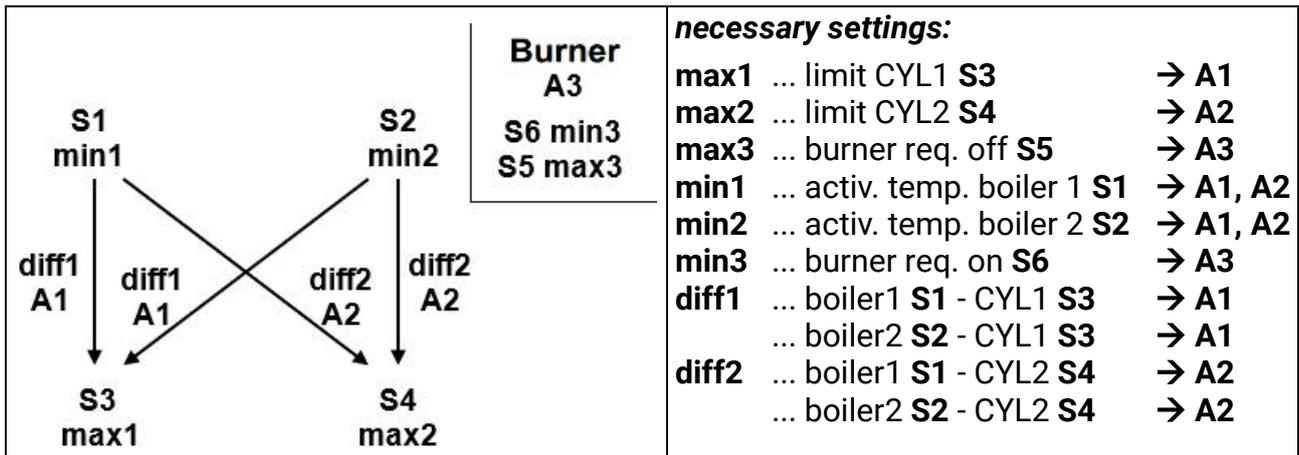 Burner
A3
S6 min3
S5 max3
S1
min1
S2
min2
diff1
A1
diff1
A1
diff2
A2
diff2
A2
S3
max1
S4
max2
necessary settings:
max1 ... limit CYL1 S3 → A1
max2 ... limit CYL2 S4 → A2
max3 ... burner req. off S5 → A3
min1 ... activ. temp. boiler 1 S1 → A1, A2
min2 ... activ. temp. boiler 2 S2 → A1, A2
min3 ... burner req. on S6 → A3
diff1 ... boiler1 S1 - CYL1 S3 → A1
... boiler2 S2 - CYL1 S3 → A1
diff2 ... boiler1 S1 - CYL2 S4 → A2
... boiler2 S2 - CYL2 S4 → A2